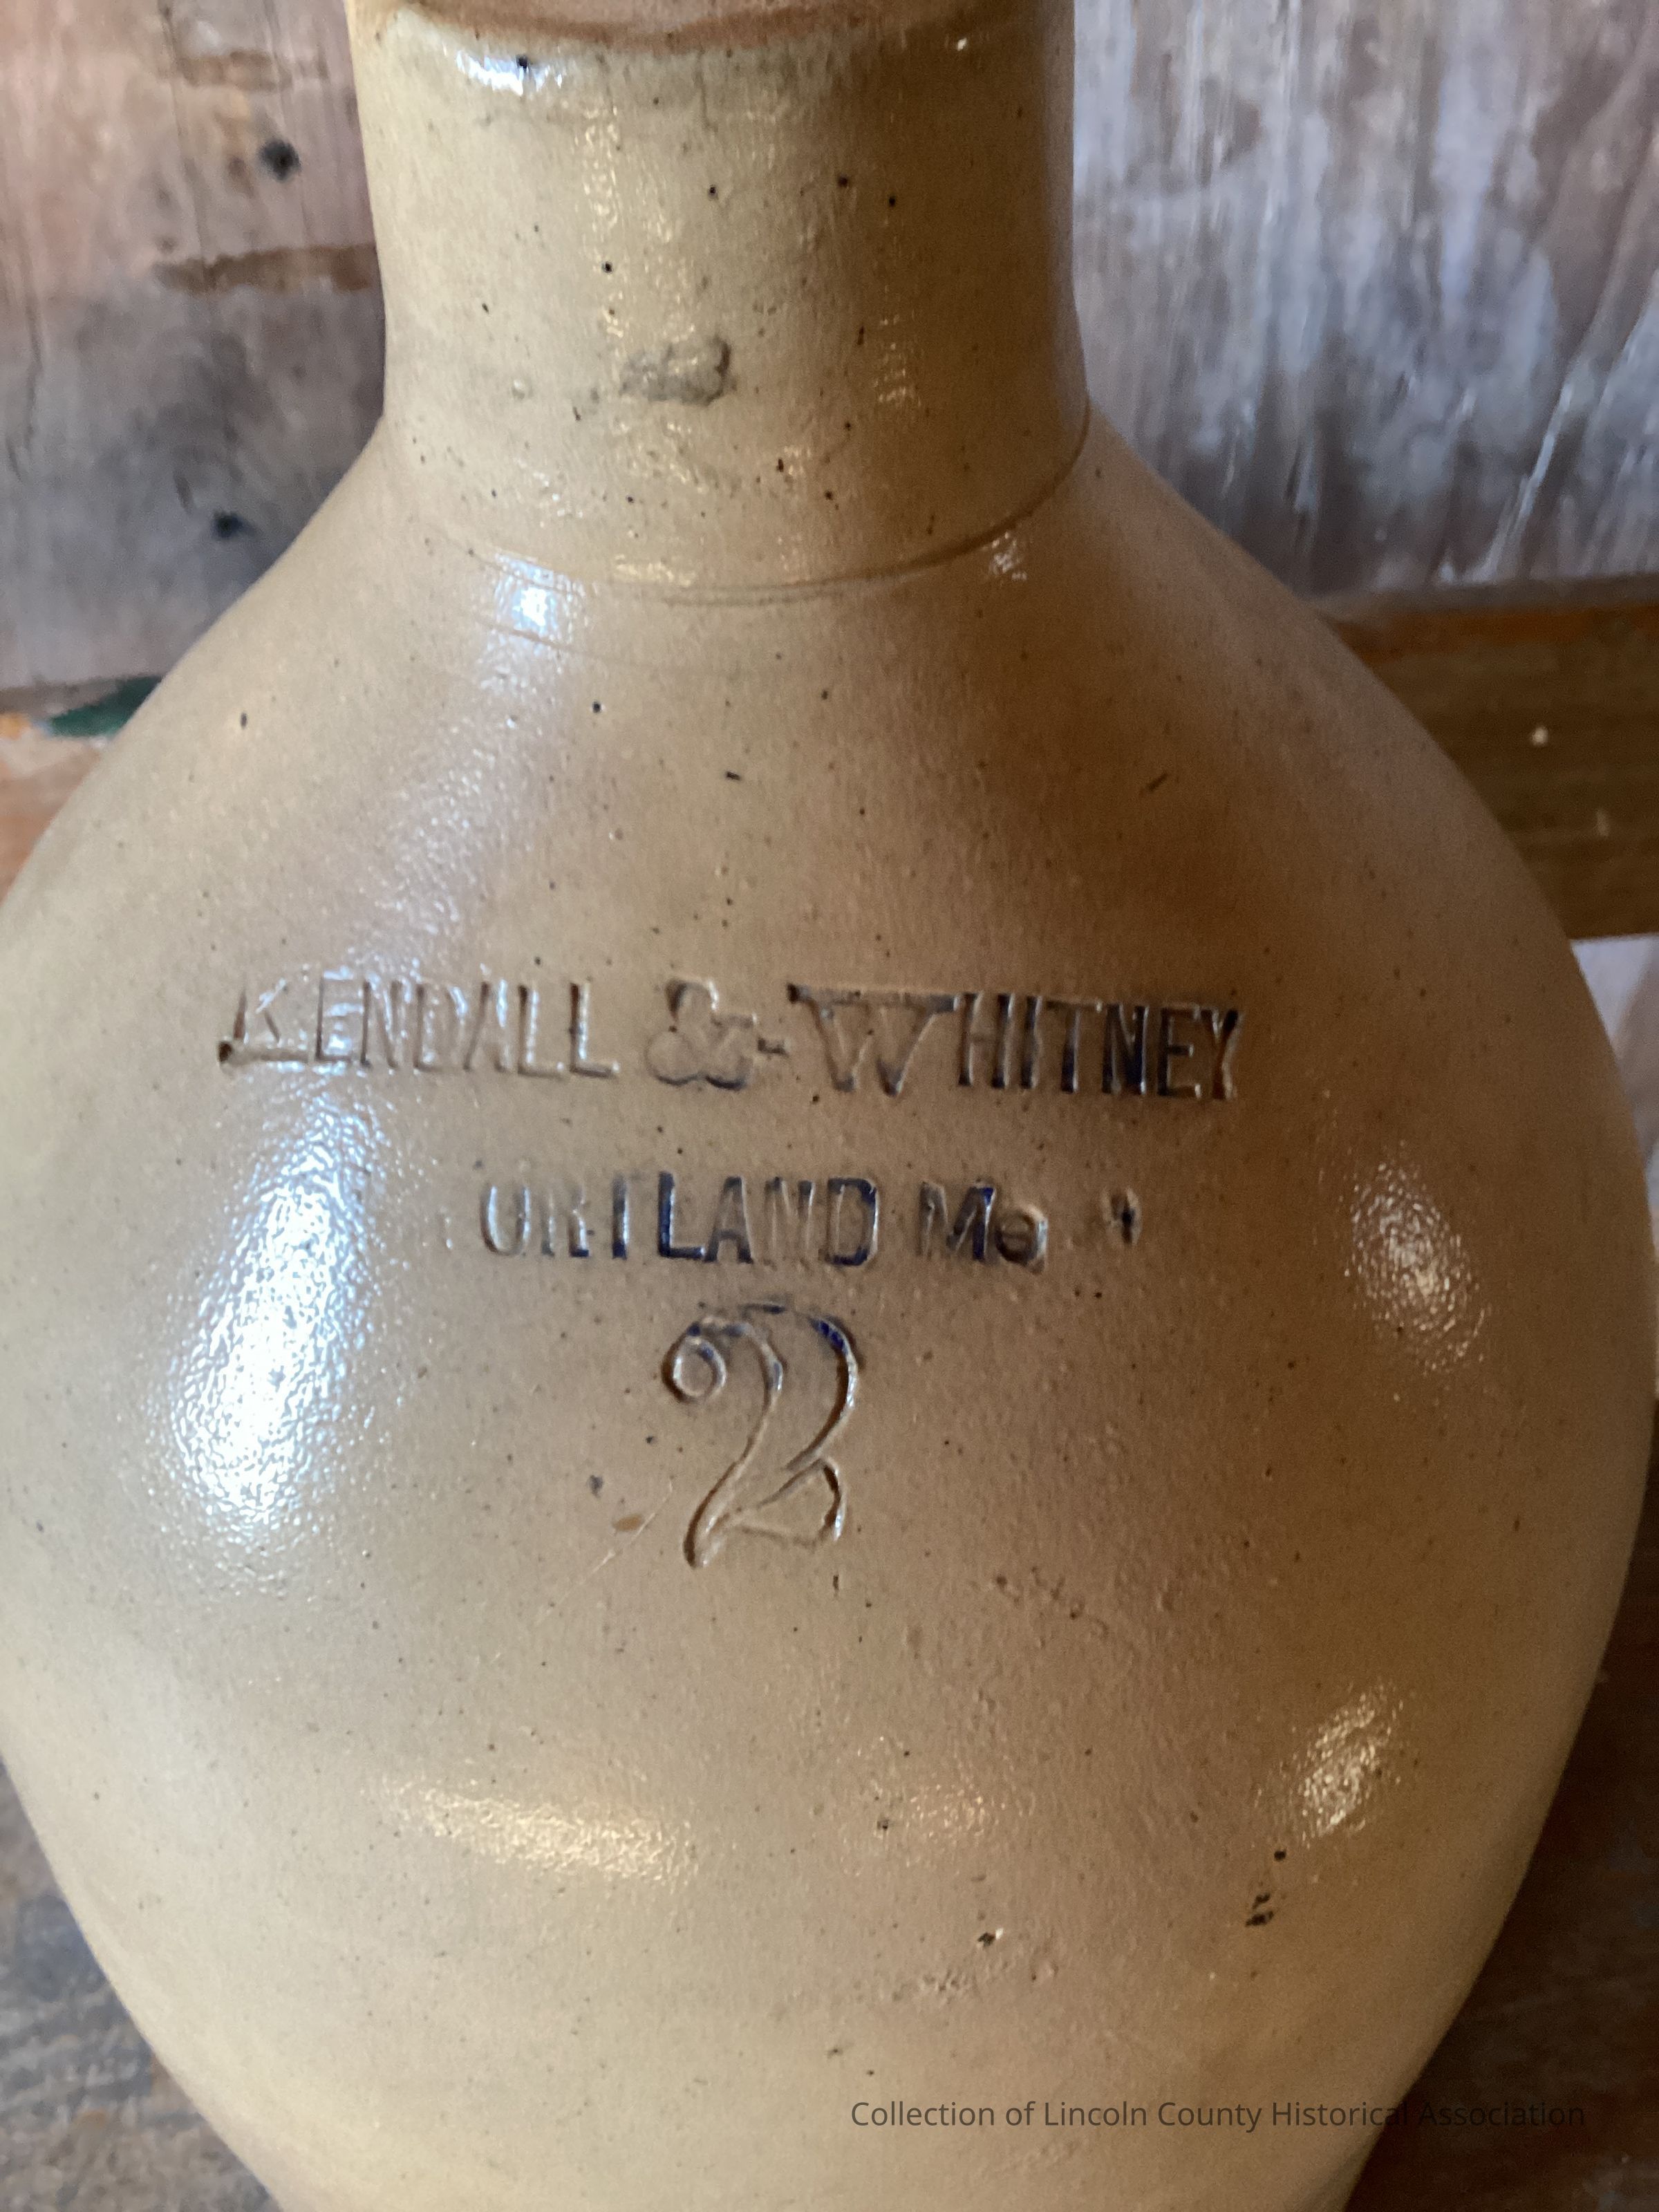 KENDALL & WHITNEY
ORTLAND Me
2
Collection of Lincoln County Historical Association